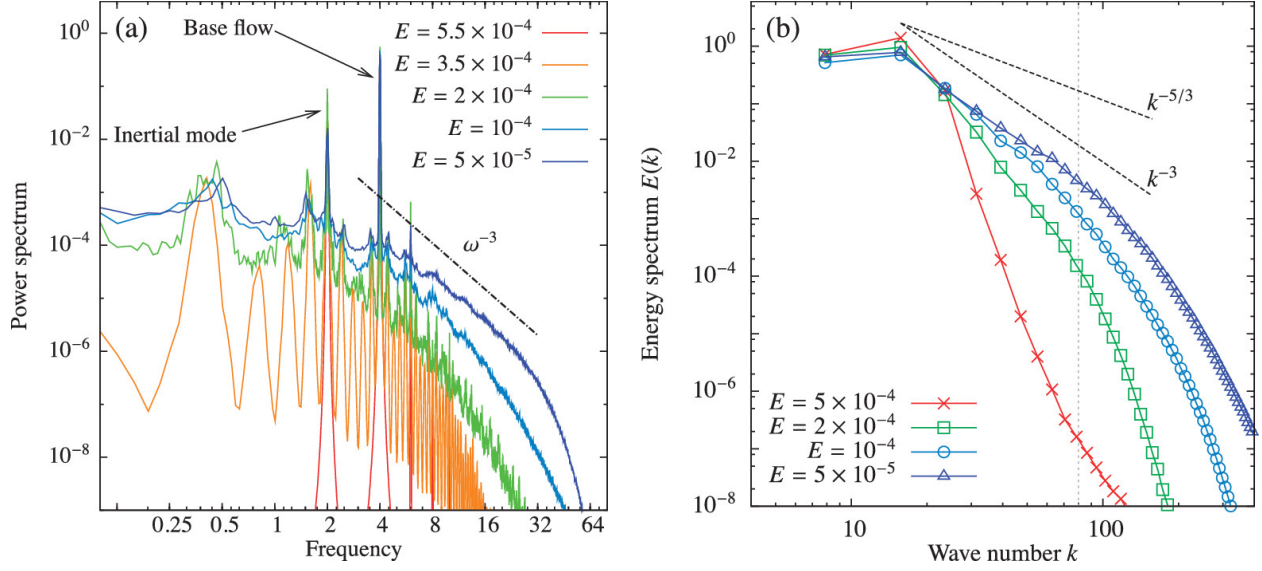 (a)
Base flow
Inertial mode
E = 5.5 × 10⁻⁴
E = 3.5 × 10⁻⁴
E = 2 × 10⁻⁴
E = 10⁻⁴
E = 5 × 10⁻⁵
ω⁻³
Power spectrum
10⁰
10⁻²
10⁻⁴
10⁻⁶
10⁻⁸
0.25 0.5 1 2 4 8 16 32 64
Frequency
(b)
k⁻⁵/³
k⁻³
E = 5 × 10⁻⁴
E = 2 × 10⁻⁴
E = 10⁻⁴
E = 5 × 10⁻⁵
Energy spectrum E(k)
10⁰
10⁻²
10⁻⁴
10⁻⁶
10⁻⁸
10 100
Wave number k